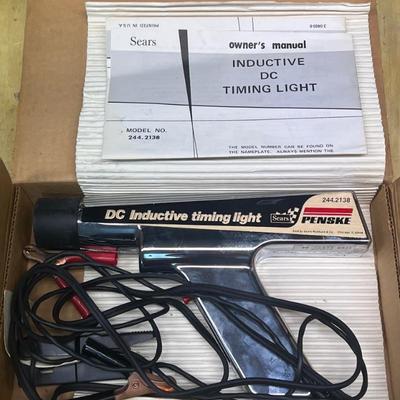 PRINTED IN U.S.A.
Sears
MODEL NO.
244.2138
owner's manual
INDUCTIVE
DC
TIMING LIGHT
THE MODEL NUMBER CAN BE FOUND ON
THE NAMEPLATE. ALWAYS MENTION THE
DC Inductive timing light
Sears
244.2138
PENSKE